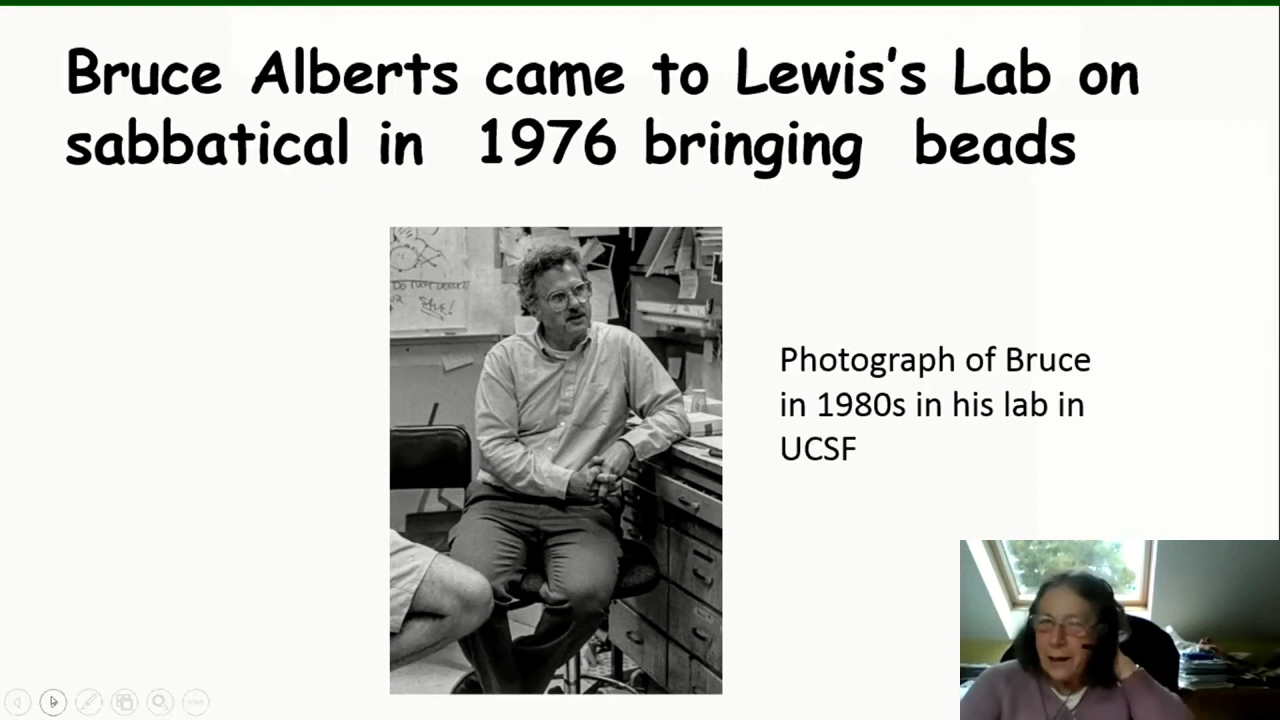 Bruce Alberts came to Lewis’s Lab on
sabbatical in 1976 bringing beads
Photograph of Bruce
in 1980s in his lab in
UCSF